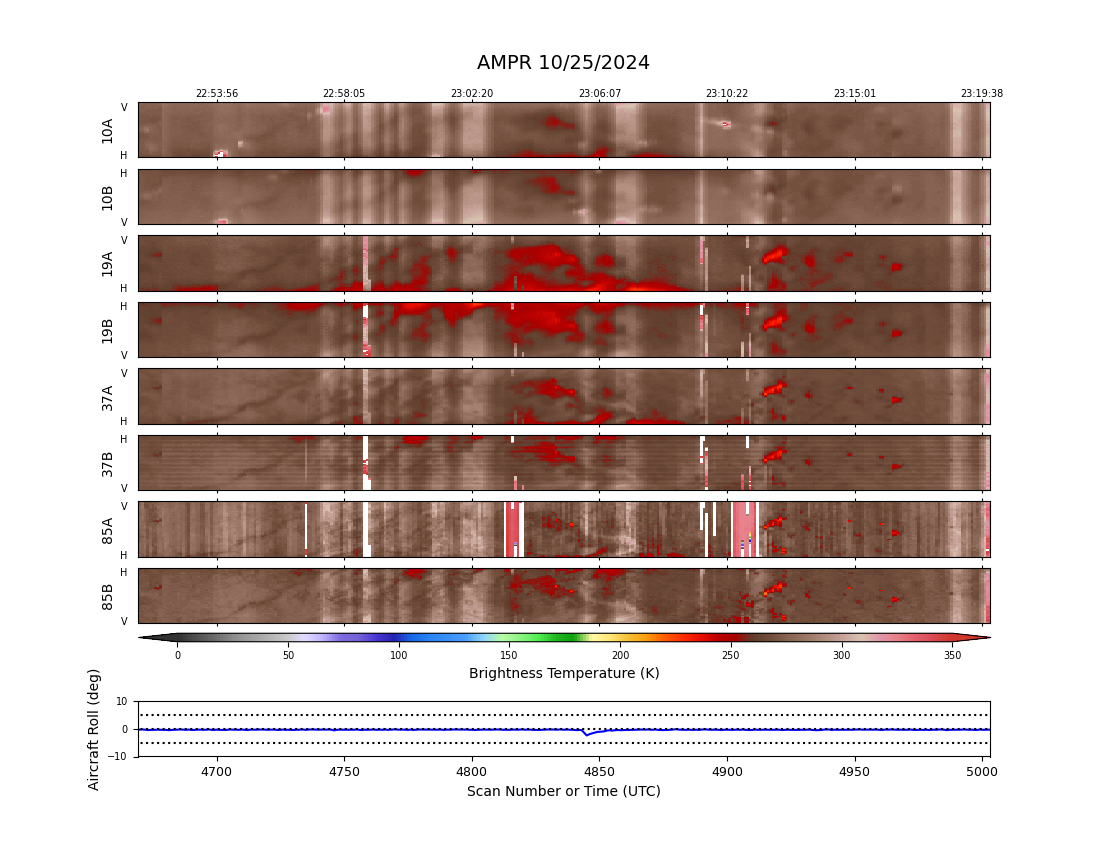 AMPR 10/25/2024
22:53:56 22:58:05 23:02:20 23:06:07 23:10:22 23:15:01 23:19:38
V
10A
H
H
10B
V
V
19A
H
H
19B
V
V
37A
H
H
37B
V
V
85A
H
H
85B
V
0 50 100 150 200 250 300 350
Brightness Temperature (K)
Aircraft Roll (deg)
10
0
−10
4700 4750 4800 4850 4900 4950 5000
Scan Number or Time (UTC)